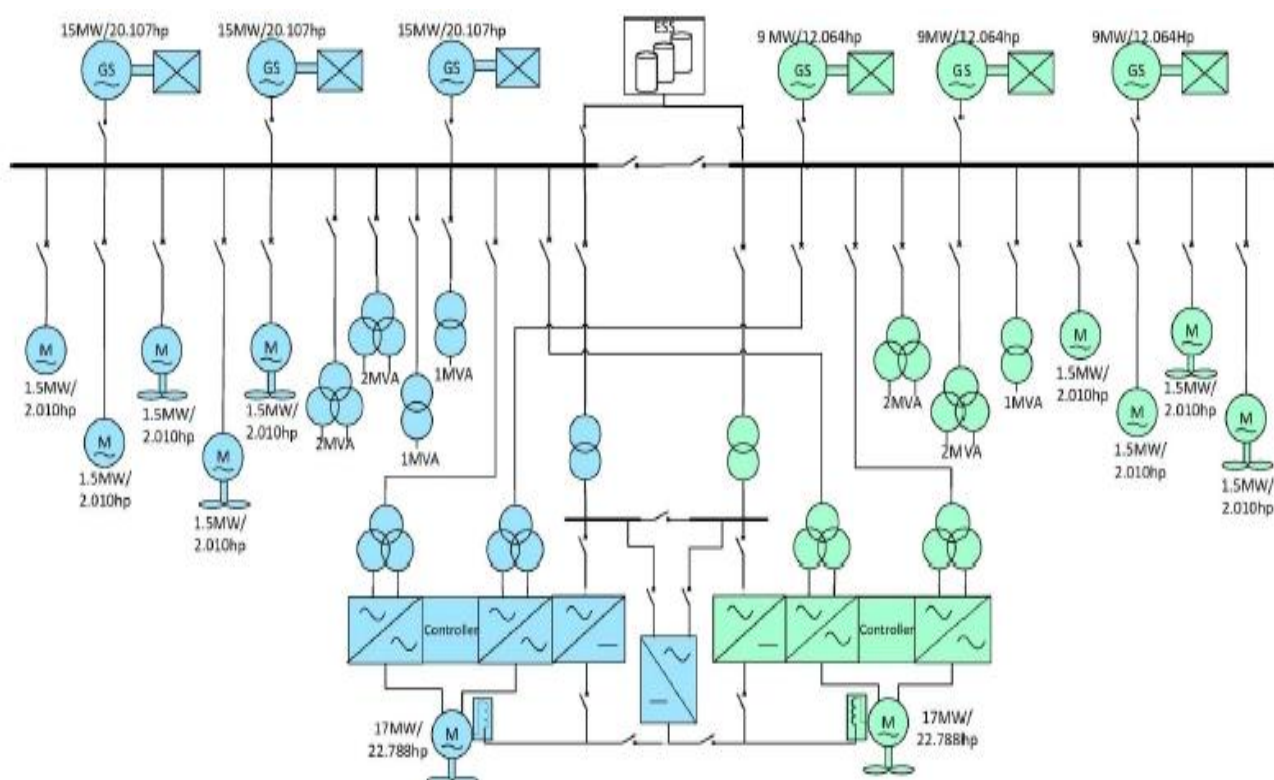 15MW/20.107hp
15MW/20.107hp
15MW/20.107hp
ESS
9 MW/12.064hp
9MW/12.064hp
9MW/12.064Hp
GS
GS
GS
GS
GS
GS
M
1.5MW/
2.010hp
M
1.5MW/
2.010hp
M
1.5MW/
2.010hp
M
1.5MW/
2.010hp
M
1.5MW/
2.010hp
2MVA
2MVA
1MVA
1MVA
2MVA
2MVA
1MVA
M
1.5MW/
2.010hp
M
1.5MW/
2.010hp
M
1.5MW/
2.010hp
M
1.5MW/
2.010hp
Controller
Controller
17MW/
22.788hp
M
M
17MW/
22.788hp